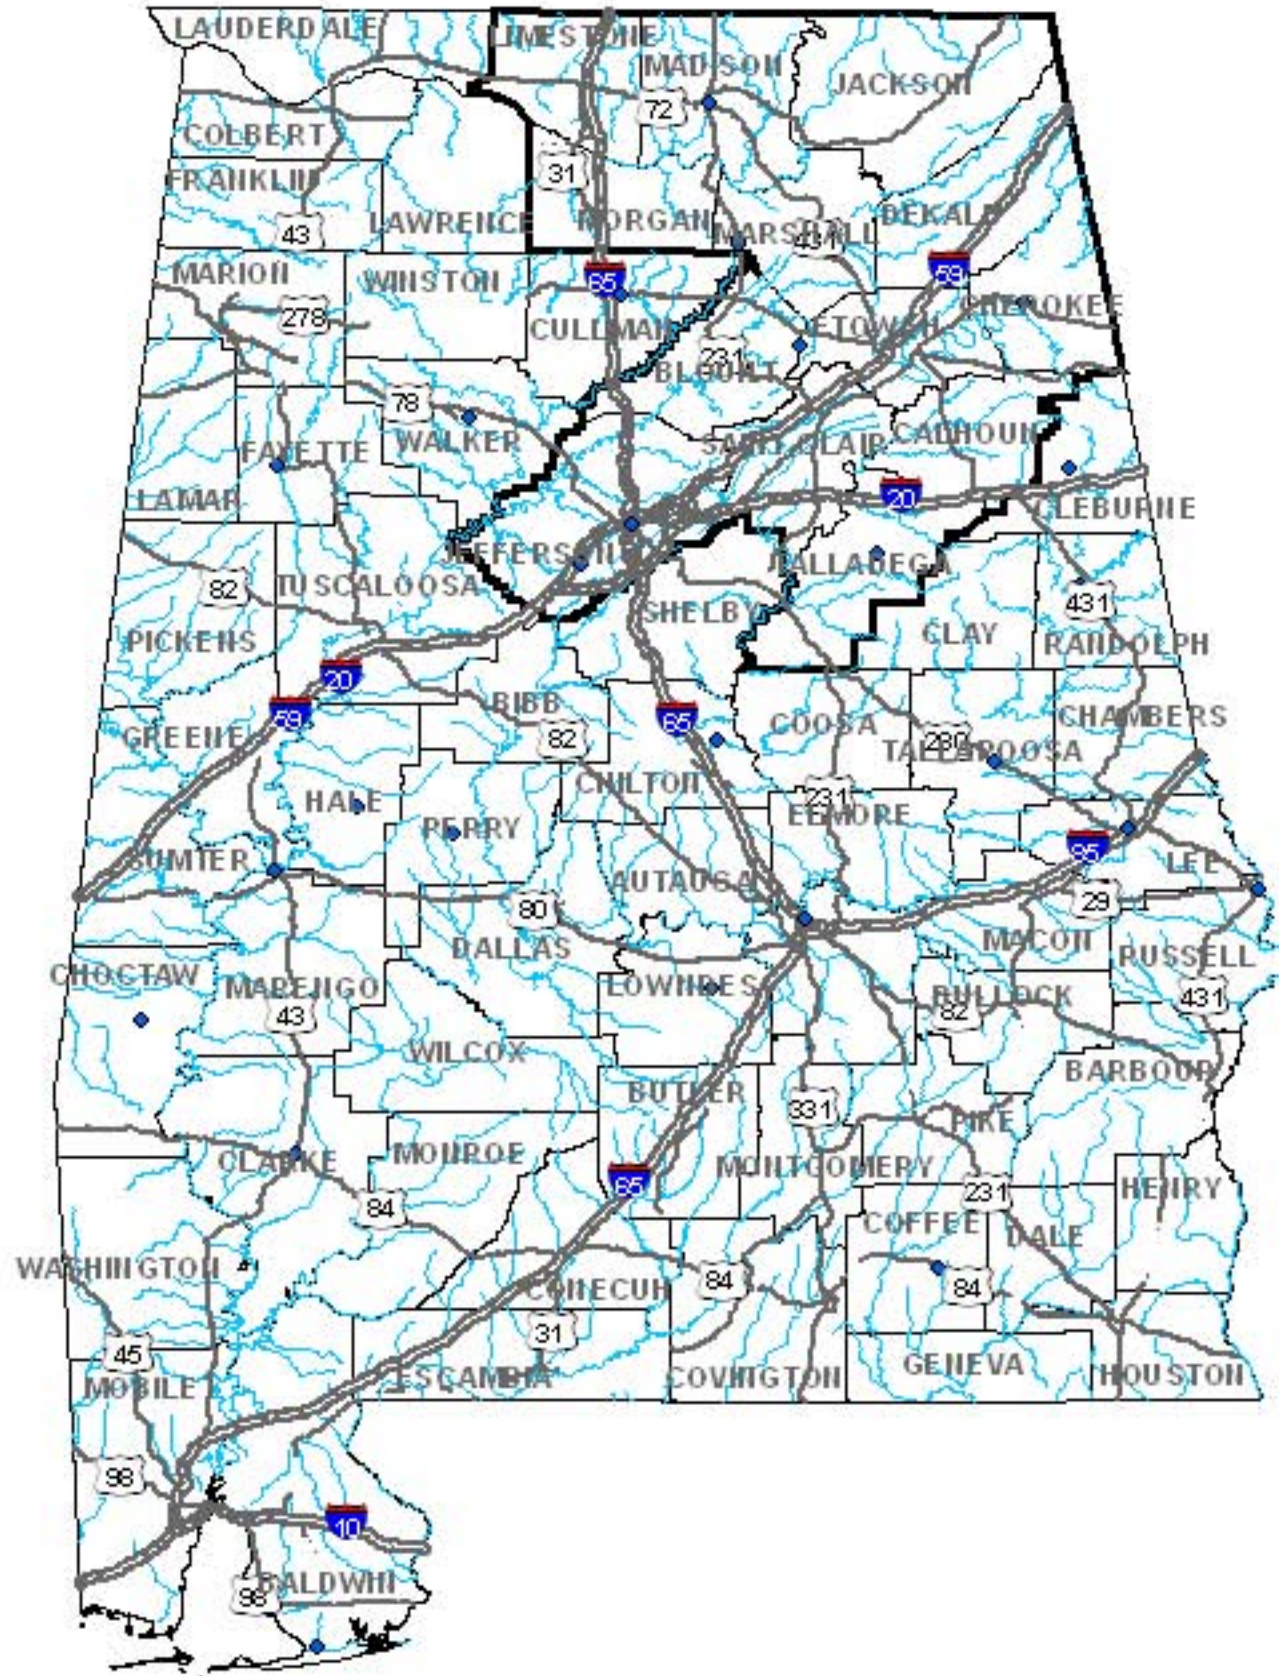 LAUDERDALE
LIMESTONE
MADISON
JACKSON
72
COLBERT
31
FRANKLIN
LAWRENCE
MORGAN
DEKALB
43
MARSHALL
431
MARION
WINSTON
65
59
278
CULLMAN
ETOWAH
CHEROKEE
231
BLOUNT
78
WALKER
SAINT CLAIR
CALHOUN
FAYETTE
LAMAR
20
CLEBURNE
JEFFERSON
TALLADEGA
82
TUSCALOOSA
SHELBY
431
PICKENS
CLAY
RANDOLPH
20
59
BIBB
65
COOSA
CHAMBERS
GREENE
82
280
TALLAPOOSA
HALE
CHILTON
231
ELMORE
PERRY
85
SUMTER
LEE
AUTAUGA
80
29
DALLAS
MACON
RUSSELL
CHOCTAW
MARENGO
LOWNDES
BULLOCK
431
43
82
WILCOX
BARBOUR
BUTLER
331
PIKE
CLARKE
MONROE
MONTGOMERY
65
231
HENRY
84
COFFEE
DALE
WASHINGTON
CONECUH
84
84
45
31
MOBILE
ESCAMBIA
COVINGTON
GENEVA
HOUSTON
98
10
98
BALDWIN